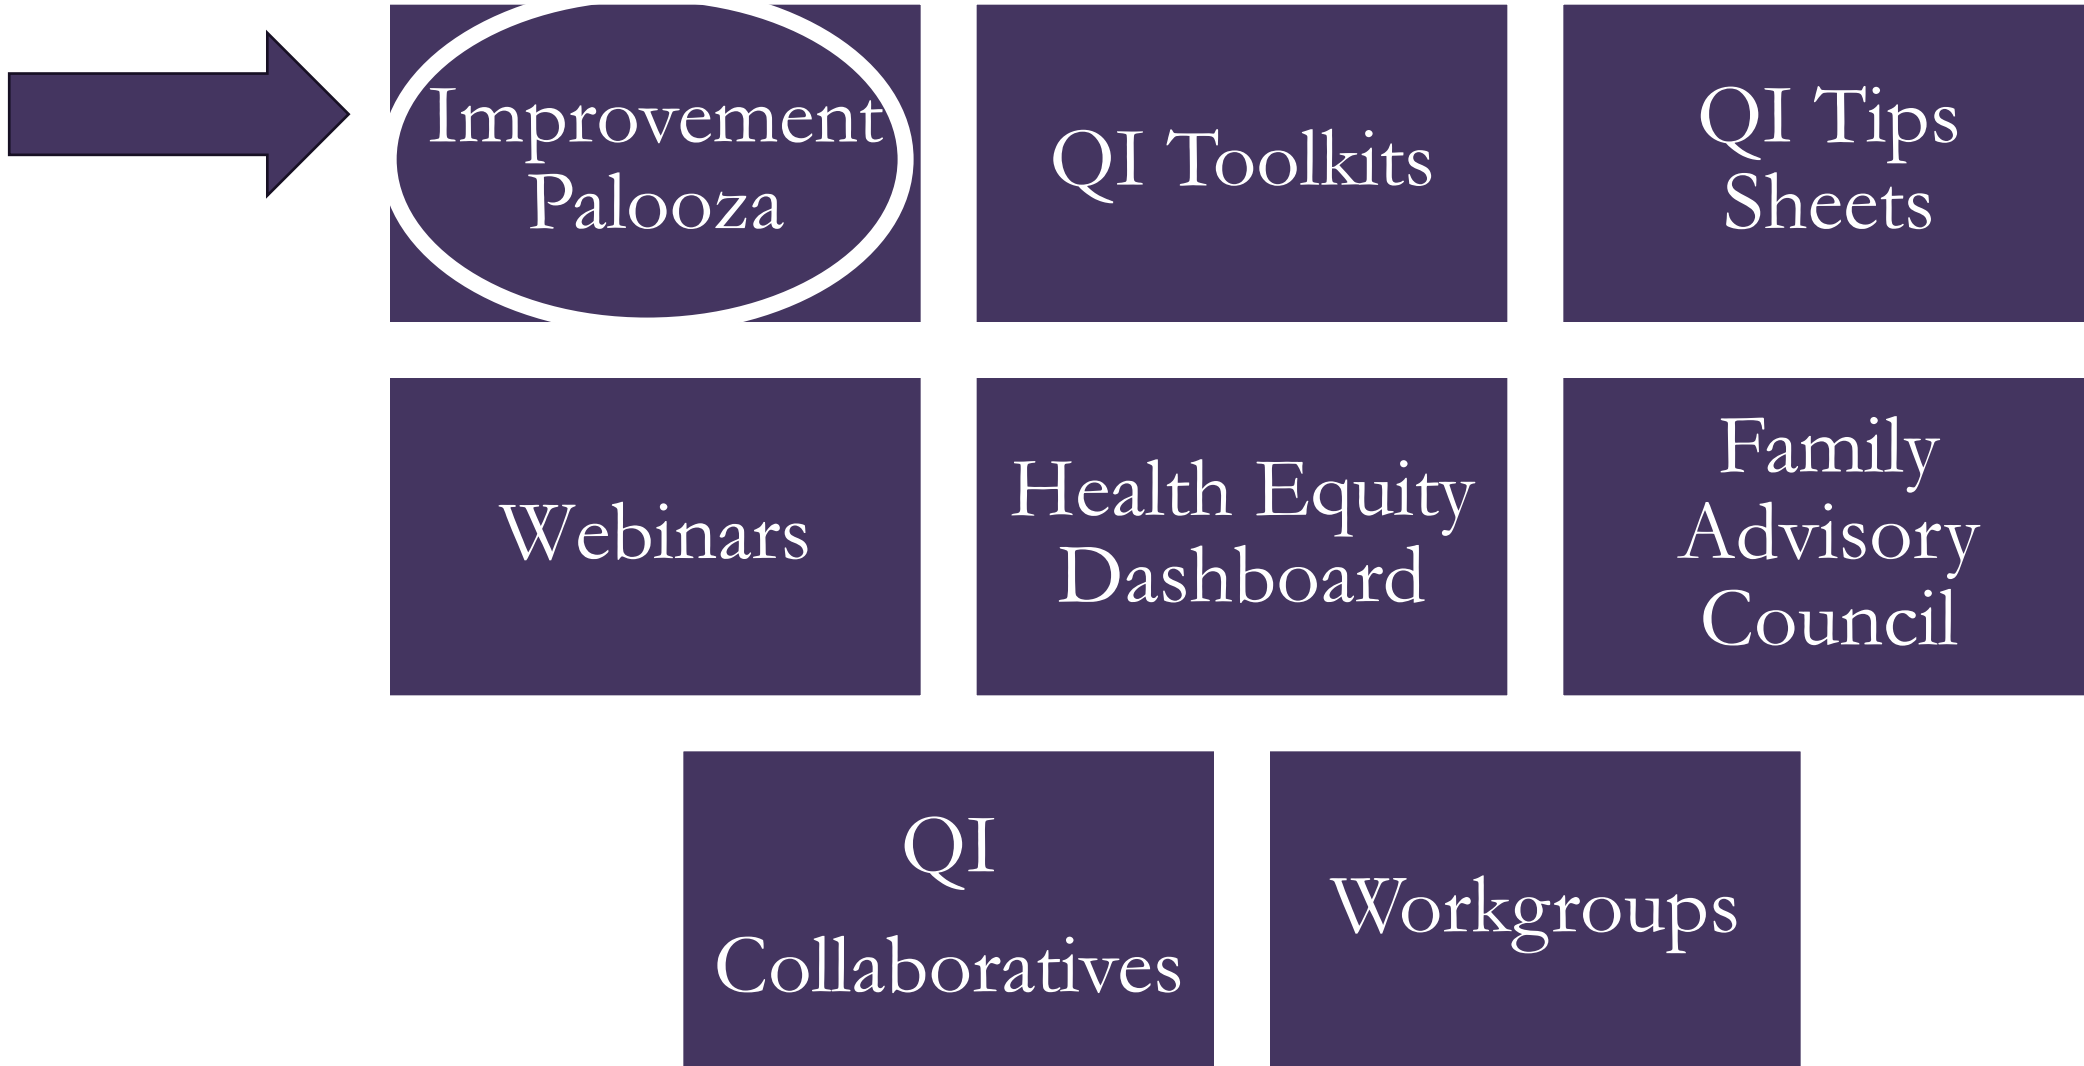 Improvement
Palooza
QI Toolkits
QI Tips
Sheets
Webinars
Health Equity
Dashboard
Family
Advisory
Council
QI
Collaboratives
Workgroups